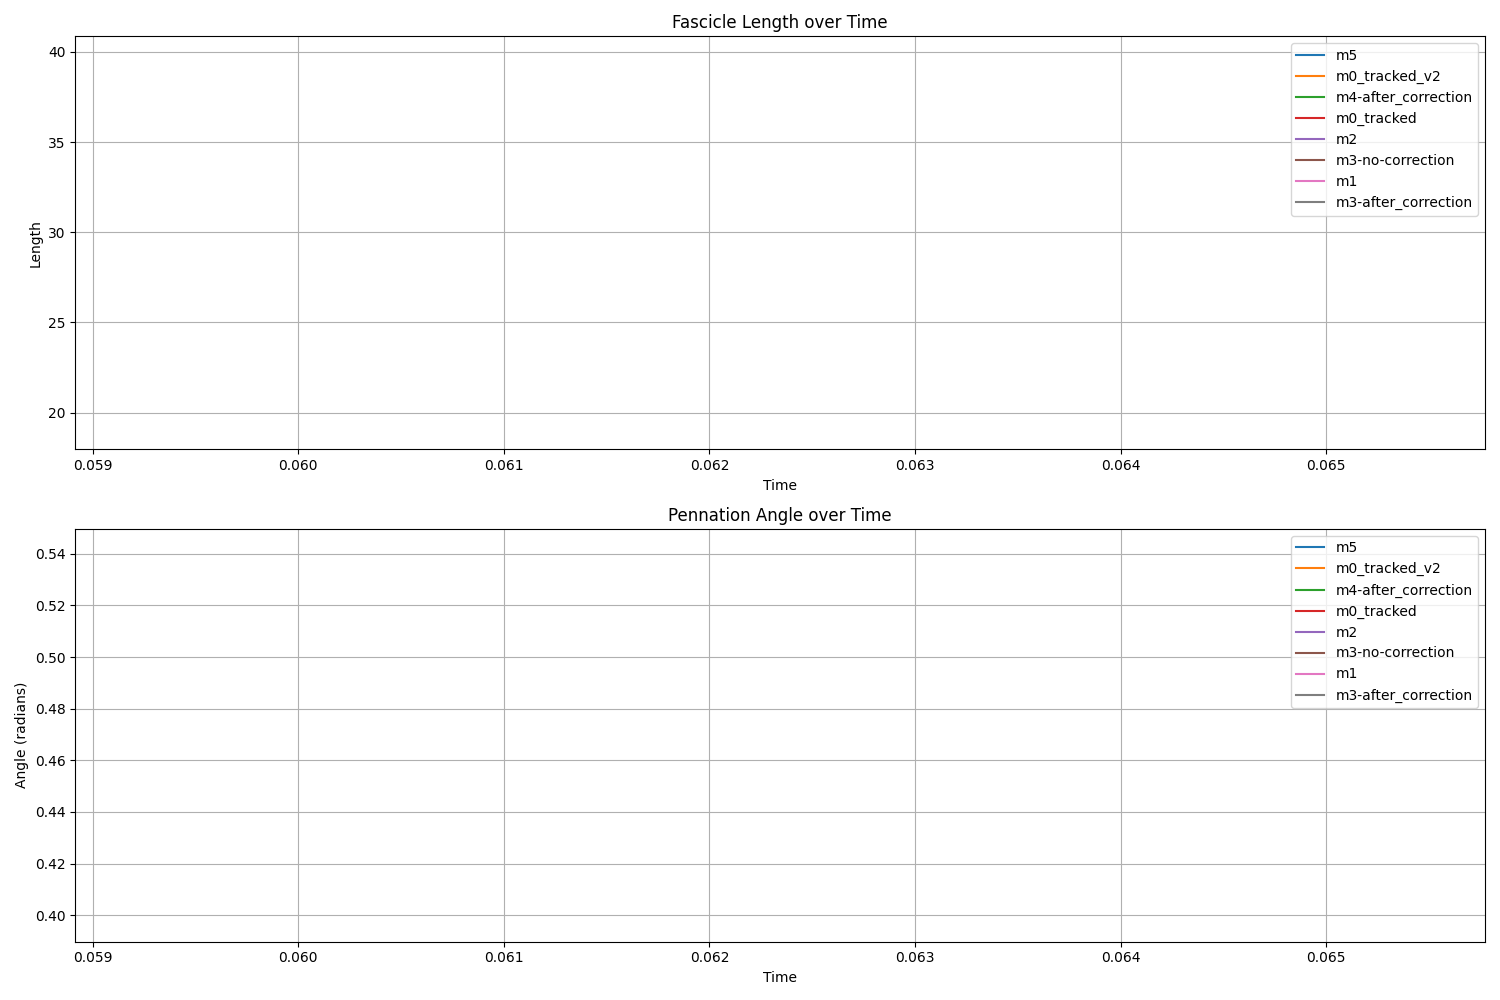 Fascicle Length over Time
40
35
30
25
20
Length
m5
m0_tracked_v2
m4-after_correction
m0_tracked
m2
m3-no-correction
m1
m3-after_correction
0.059 0.060 0.061 0.062 0.063 0.064 0.065
Time
Pennation Angle over Time
0.54
0.52
0.50
0.48
0.46
0.44
0.42
0.40
Angle (radians)
m5
m0_tracked_v2
m4-after_correction
m0_tracked
m2
m3-no-correction
m1
m3-after_correction
0.059 0.060 0.061 0.062 0.063 0.064 0.065
Time